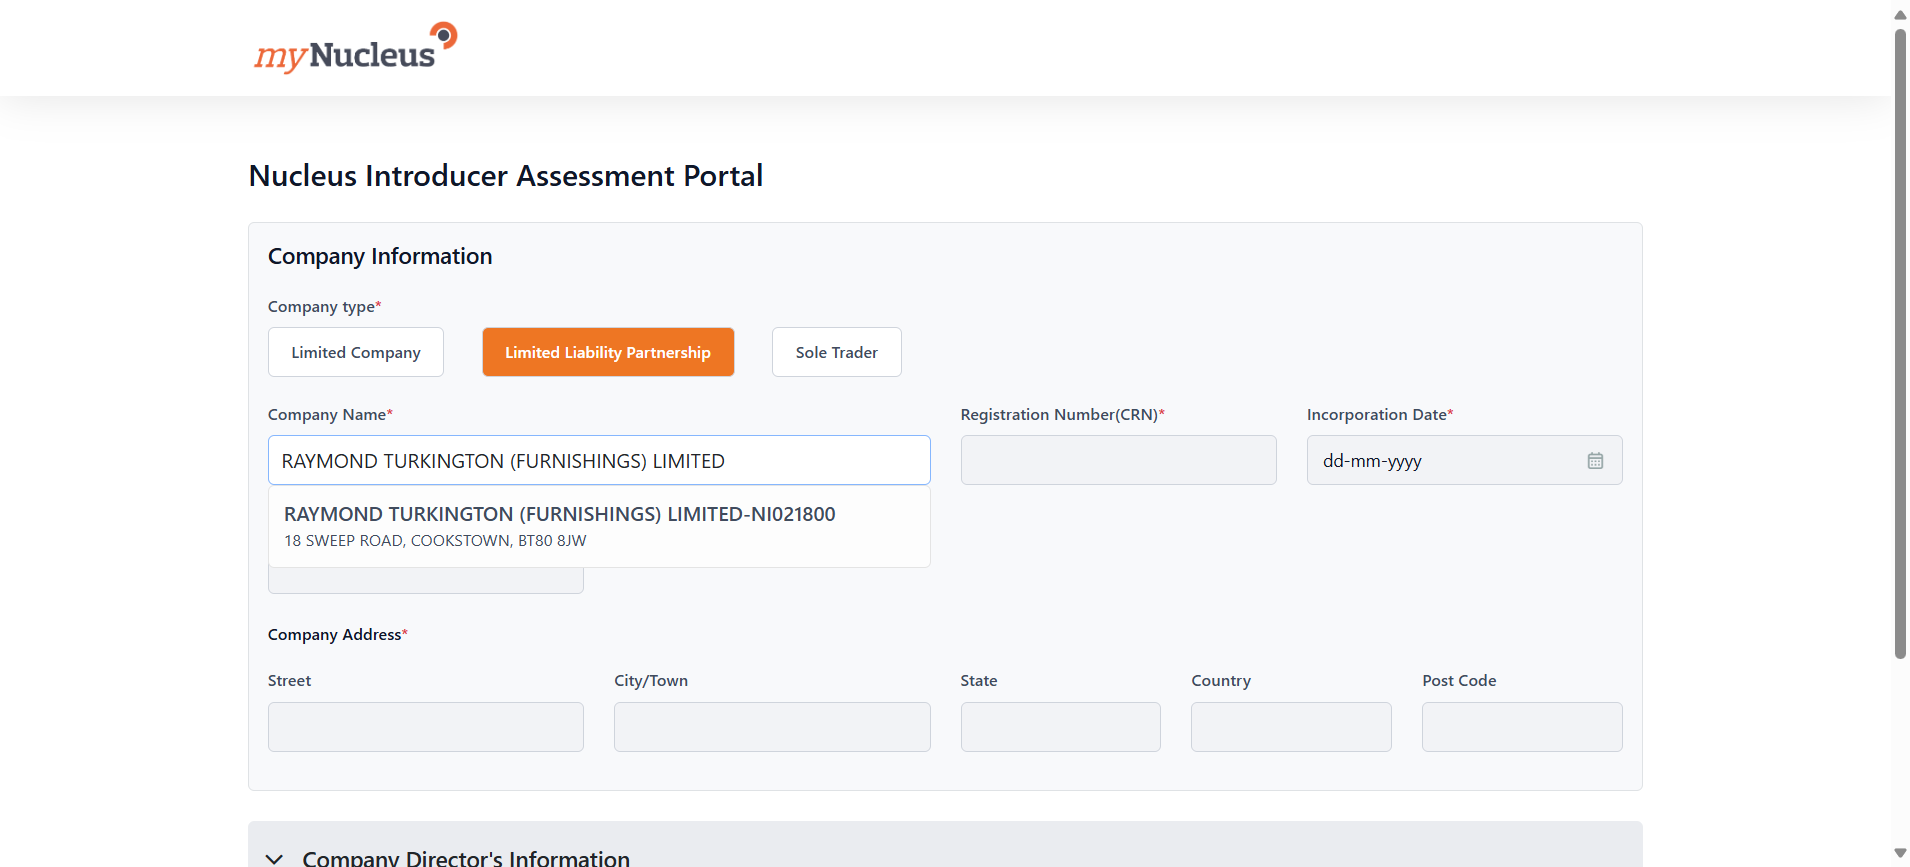 myNucleus
Nucleus Introducer Assessment Portal
Company Information
Company type*
Limited Company
Limited Liability Partnership
Sole Trader
Company Name*
Registration Number(CRN)*
Incorporation Date*
RAYMOND TURKINGTON (FURNISHINGS) LIMITED
dd-mm-yyyy
RAYMOND TURKINGTON (FURNISHINGS) LIMITED-NI021800
18 SWEEP ROAD, COOKSTOWN, BT80 8JW
Company Address*
Street
City/Town
State
Country
Post Code
Company Director's Information